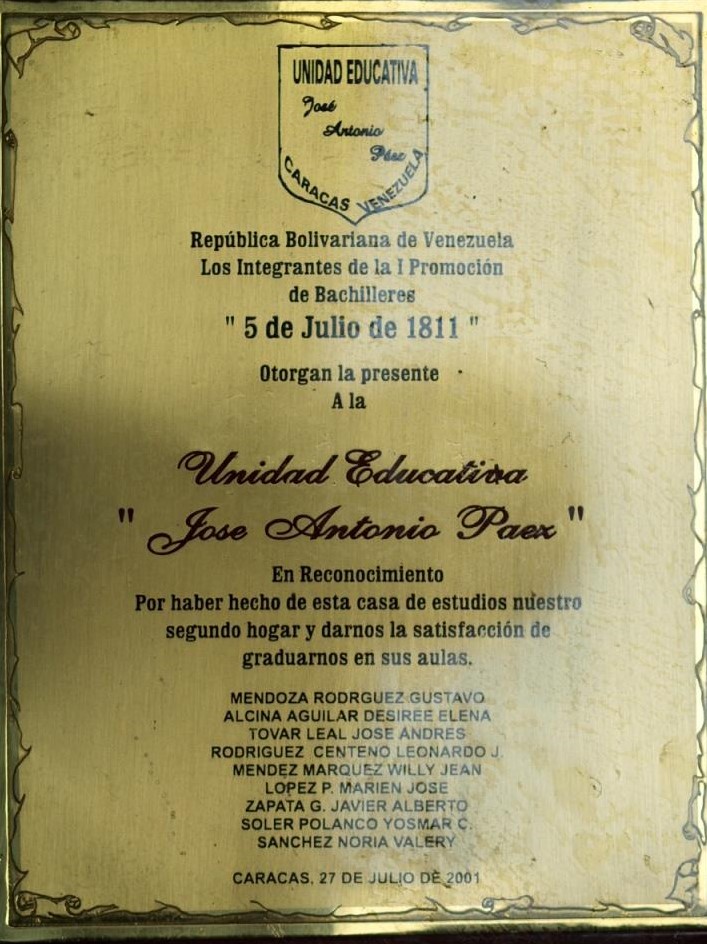 UNIDAD EDUCATIVA
José
Antonio
Páez
CARACAS VENEZUELA
República Bolivariana de Venezuela
Los Integrantes de la I Promoción
de Bachilleres
" 5 de Julio de 1811 "
Otorgan la presente
A la
Unidad Educativa
" Jose Antonio Paez "
En Reconocimiento
Por haber hecho de esta casa de estudios nuestro
segundo hogar y darnos la satisfacción de
graduarnos en sus aulas.
MENDOZA RODRGUEZ GUSTAVO
ALCINA AGUILAR DESIREE ELENA
TOVAR LEAL JOSE ANDRES
RODRIGUEZ CENTENO LEONARDO J.
MENDEZ MARQUEZ WILLY JEAN
LOPEZ P. MARIEN JOSE
ZAPATA G. JAVIER ALBERTO
SOLER POLANCO YOSMAR C.
SANCHEZ NORIA VALERY
CARACAS, 27 DE JULIO DE 2001